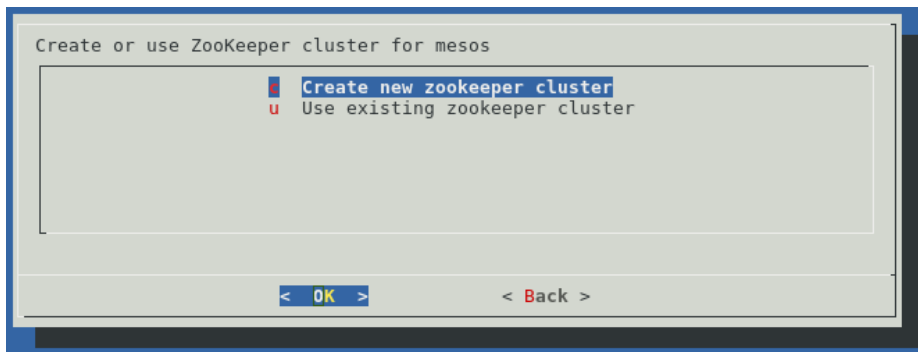 Create or use ZooKeeper cluster for mesos
c Create new zookeeper cluster
u Use existing zookeeper cluster
< OK > < Back >